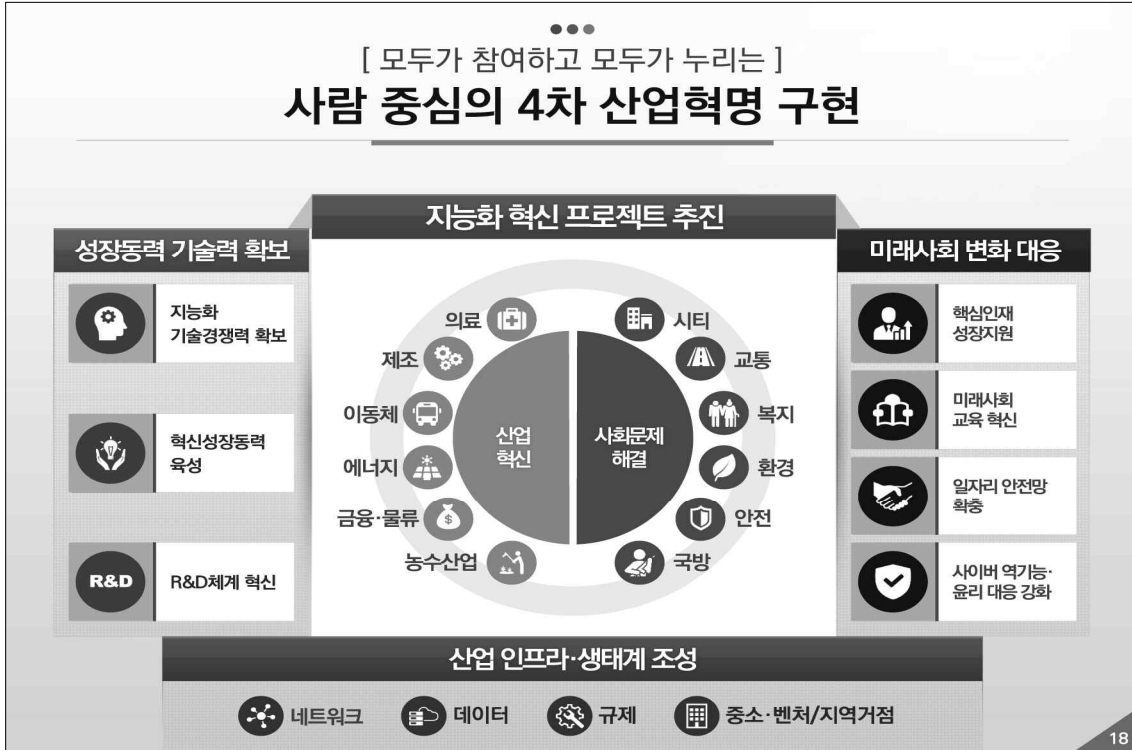 [ 모두가 참여하고 모두가 누리는 ]
사람 중심의 4차 산업혁명 구현
지능화 혁신 프로젝트 추진
성장동력 기술력 확보
지능화
기술경쟁력 확보
혁신성장동력
육성
R&D
R&D체계 혁신
의료
제조
이동체
에너지
금융·물류
농수산업
산업
혁신
사회문제
해결
시티
교통
복지
환경
안전
국방
미래사회 변화 대응
핵심인재
성장지원
미래사회
교육 혁신
일자리 안전망
확충
사이버 역기능·
윤리 대응 강화
산업 인프라·생태계 조성
네트워크
데이터
규제
중소·벤처/지역거점
18